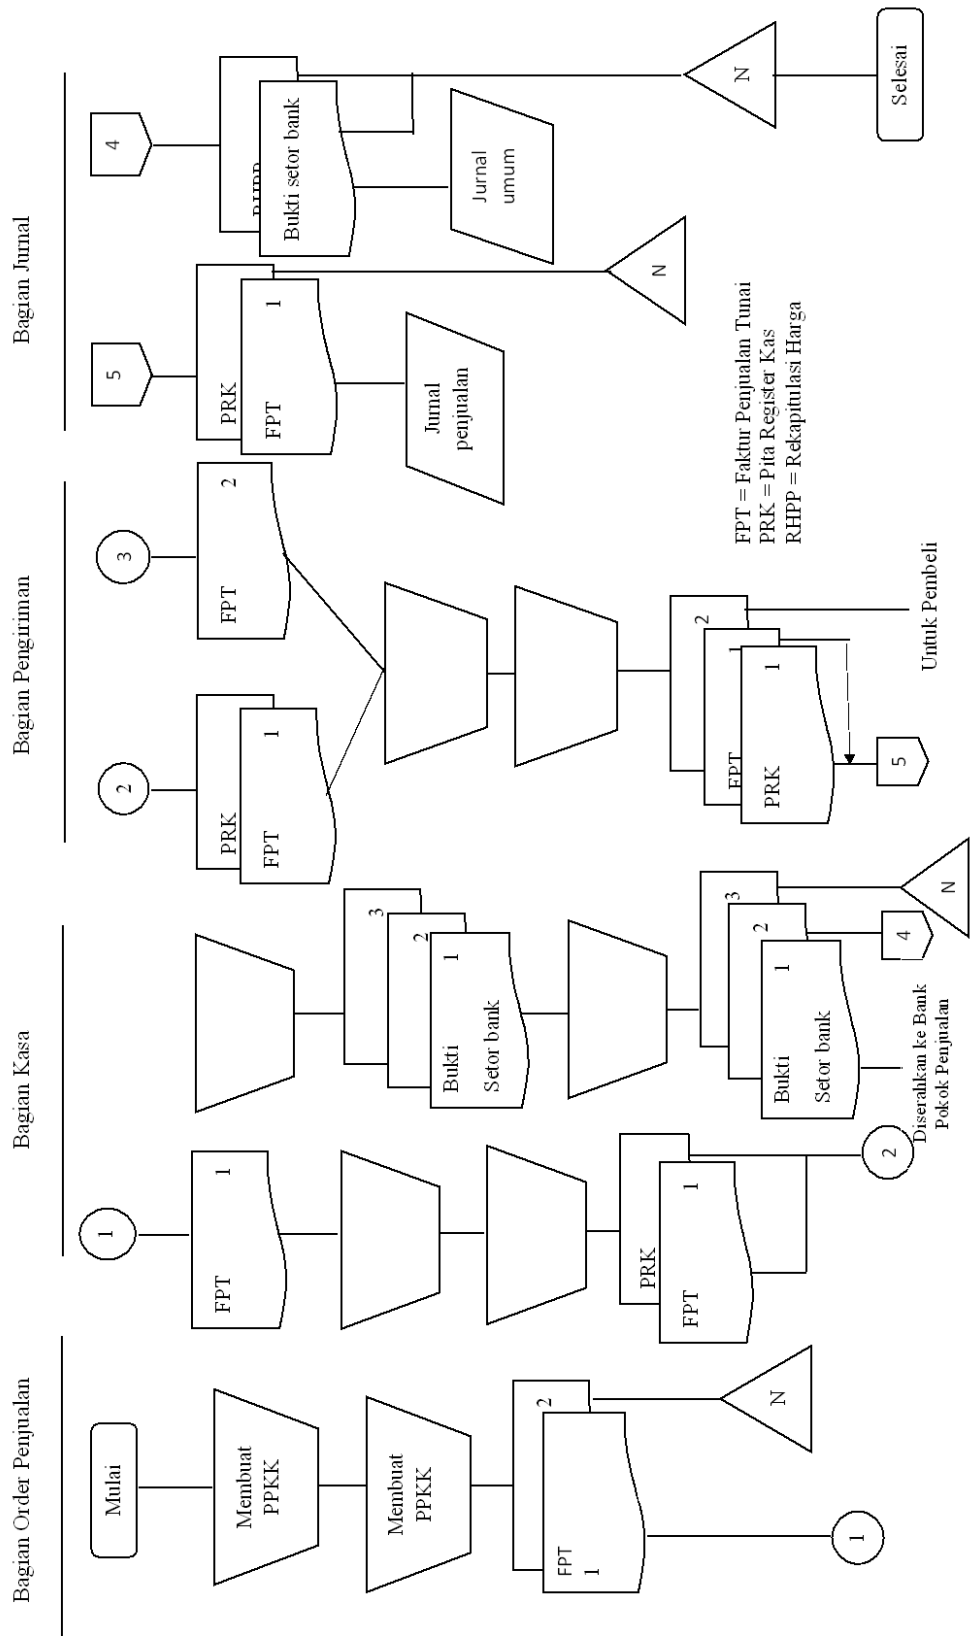 Bagian Order Penjualan
Mulai
Membuat
PPKK
Membuat
PPKK
2
FPT
1
N
1
Bagian Kasa
1
FPT
1
PRK
FPT
1
2
3
2
1
Bukti
Setor bank
3
2
1
Bukti
Setor bank
4
N
Diserahkan ke Bank
Pokok Penjualan
Bagian Pengiriman
2
PRK
FPT
1
3
FPT
2
2
FPT
1
PRK
1
5
Untuk Pembeli
Bagian Jurnal
5
PRK
FPT
1
Jurnal
penjualan
N
4
RHPP
Bukti setor bank
Jurnal
umum
N
Selesai
FPT = Faktur Penjualan Tunai
PRK = Pita Register Kas
RHPP = Rekapitulasi Harga